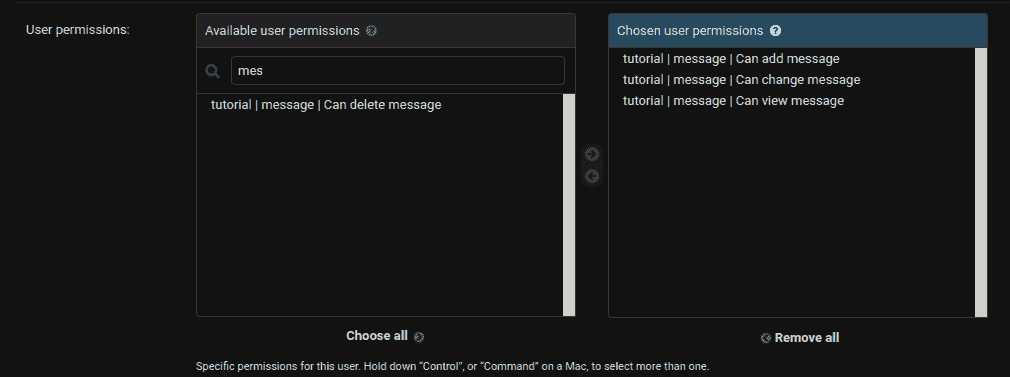 User permissions:
Available user permissions
mes
tutorial | message | Can delete message
Choose all
Chosen user permissions
tutorial | message | Can add message
tutorial | message | Can change message
tutorial | message | Can view message
Remove all
Specific permissions for this user. Hold down “Control”, or “Command” on a Mac, to select more than one.